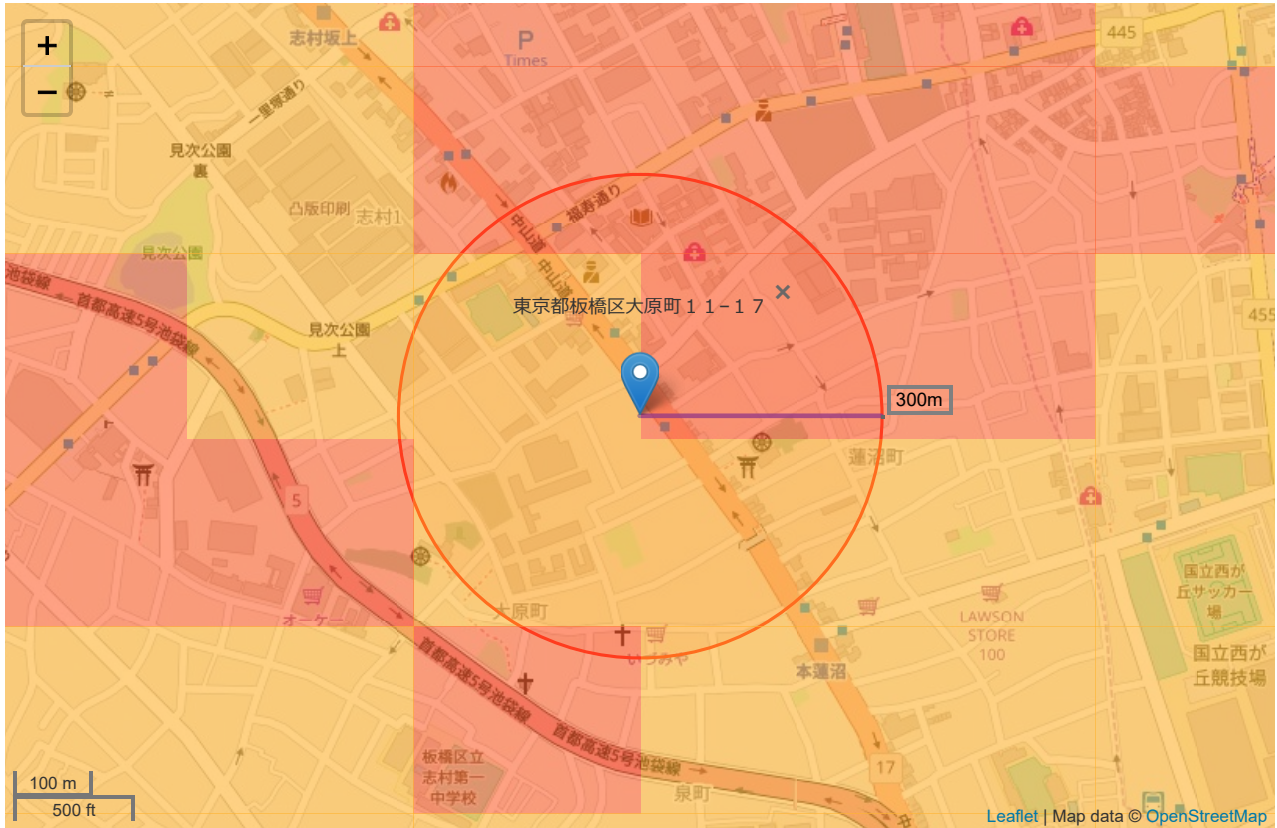 +
−
志村坂上
P
Times
445
一里塚通り
見次公園
裏
凸版印刷
志村1
福寿通り
中山道
中山道
見次公園
池袋線
首都高速5号池袋線
東京都板橋区大原町１１−１７
×
見次公園
上
455
300m
蓮沼町
5
オーケー
大原町
国立西が
丘サッカー
場
LAWSON
STORE
100
いづみや
首都高速5号池袋線
本蓮沼
国立西が
丘競技場
首都高速5号池袋線
板橋区立
志村第一
中学校
17
泉町
100 m
500 ft
中
Leaflet | Map data © OpenStreetMap